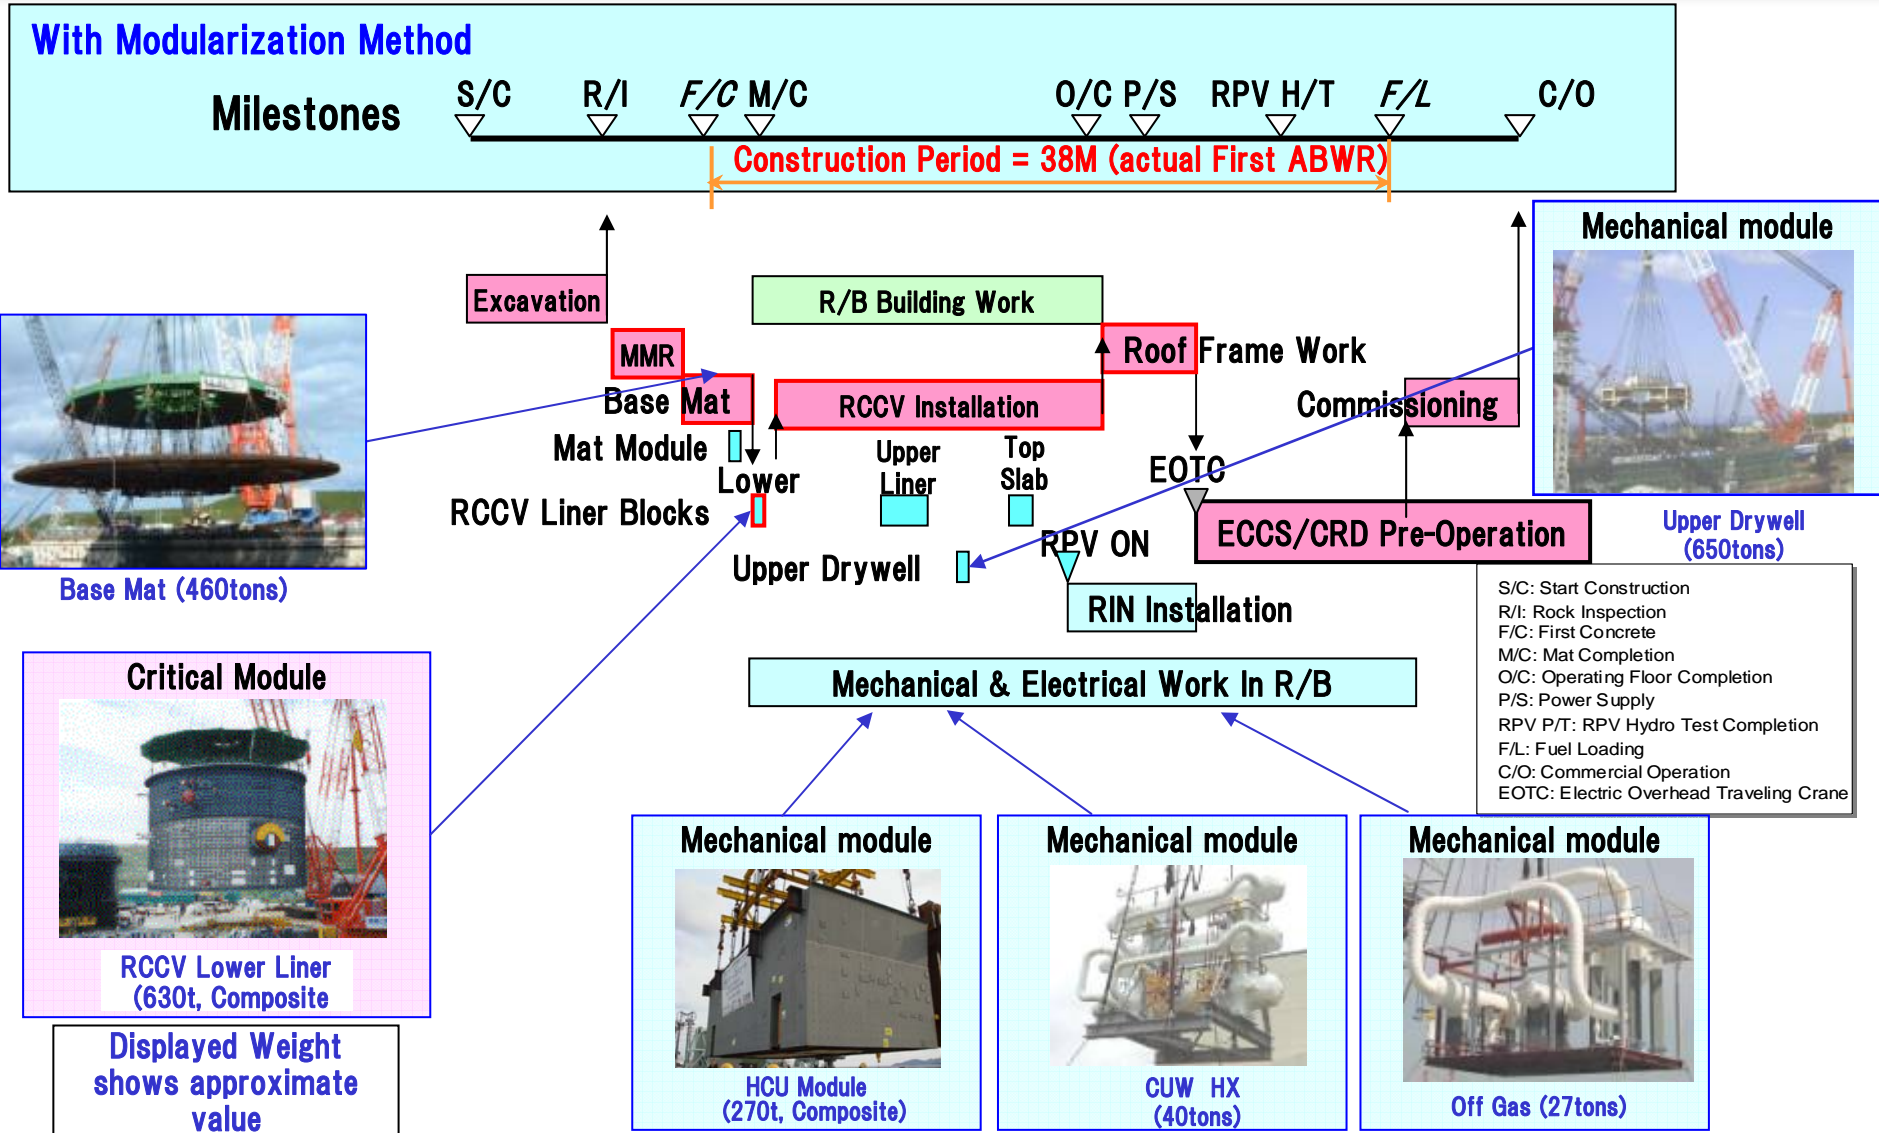 With Modularization Method
Milestones
S/C
R/I
F/C
M/C
O/C
P/S
RPV H/T
F/L
C/O
Construction Period = 38M (actual First ABWR)
Mechanical module
Upper Drywell
(650tons)
Excavation
R/B Building Work
MMR
Roof Frame Work
Base Mat
RCCV Installation
Commissioning
Mat Module
Lower
Upper
Liner
Top
Slab
EOTC
RCCV Liner Blocks
ECCS/CRD Pre-Operation
RPV ON
Upper Drywell
RIN Installation
Base Mat (460tons)
Mechanical & Electrical Work In R/B
S/C: Start Construction
R/I: Rock Inspection
F/C: First Concrete
M/C: Mat Completion
O/C: Operating Floor Completion
P/S: Power Supply
RPV P/T: RPV Hydro Test Completion
F/L: Fuel Loading
C/O: Commercial Operation
EOTC: Electric Overhead Traveling Crane
Critical Module
RCCV Lower Liner
(630t, Composite
Displayed Weight
shows approximate
value
Mechanical module
HCU Module
(270t, Composite)
Mechanical module
CUW HX
(40tons)
Mechanical module
Off Gas (27tons)